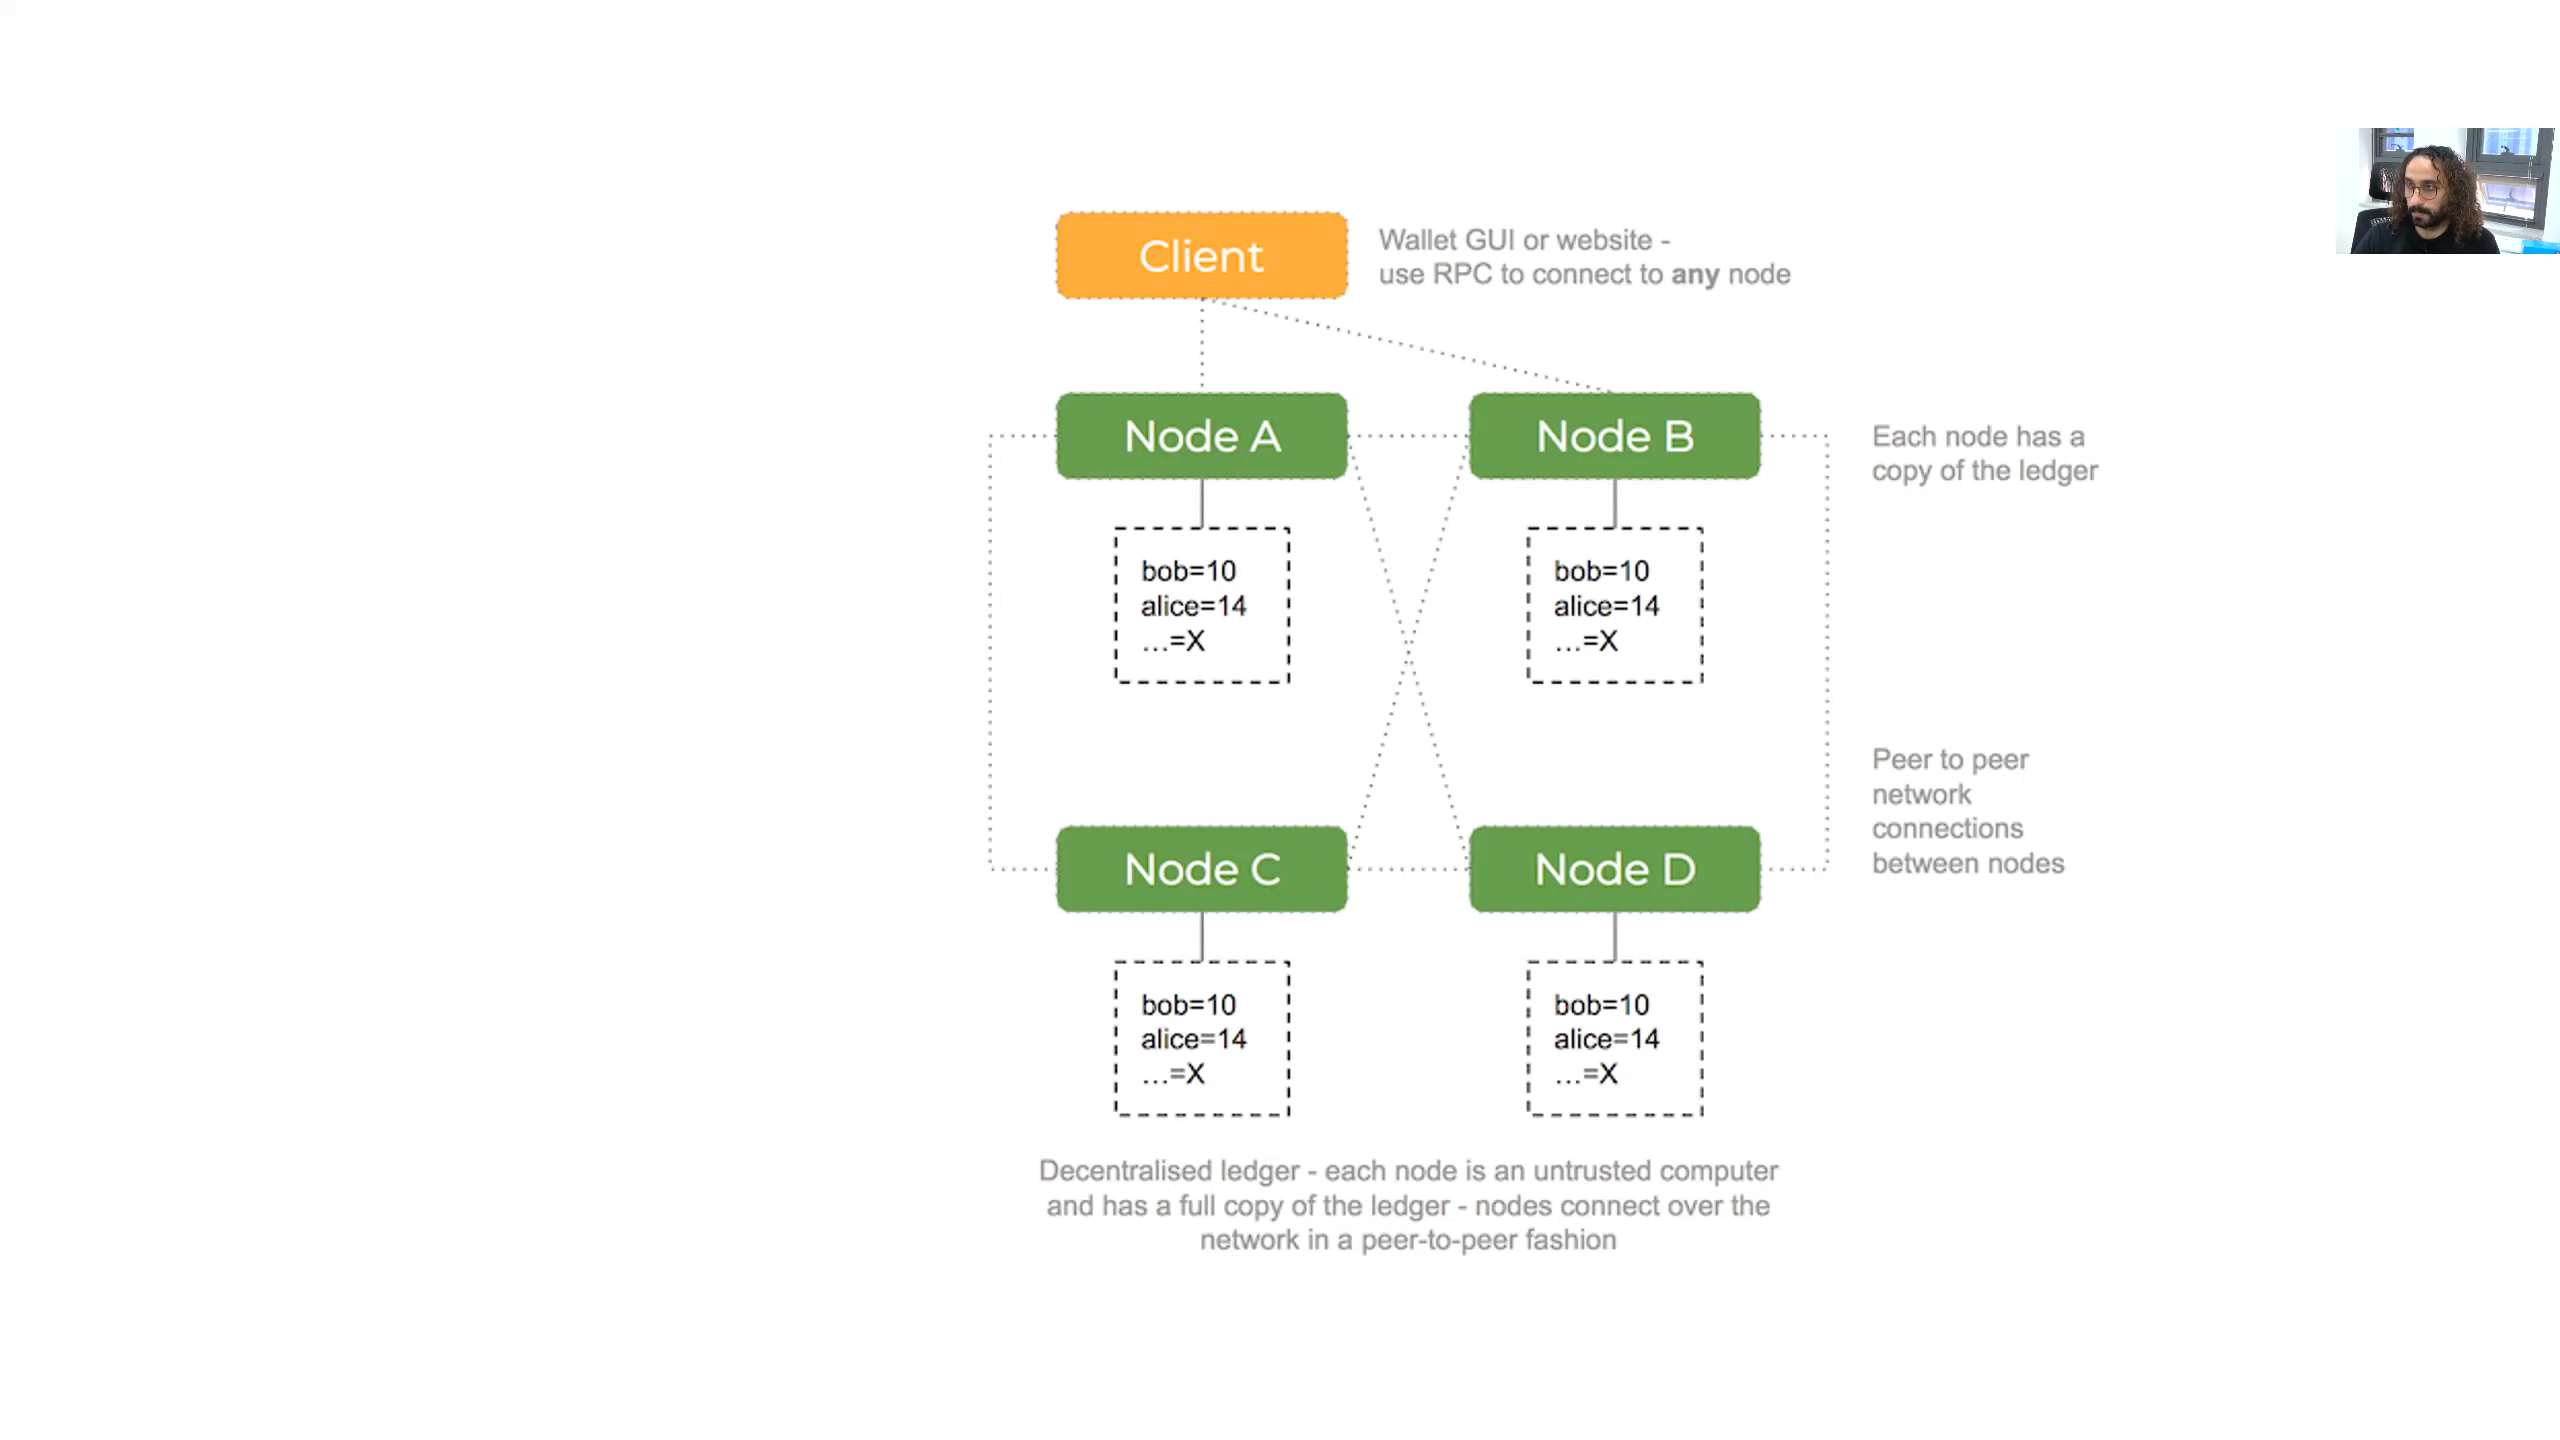 Client
Wallet GUI or website -
use RPC to connect to any node
Node A
Node B
Each node has a
copy of the ledger
bob=10
alice=14
...=X
bob=10
alice=14
...=X
Peer to peer
network
connections
between nodes
Node C
Node D
bob=10
alice=14
...=X
bob=10
alice=14
...=X
Decentralised ledger - each node is an untrusted computer
and has a full copy of the ledger - nodes connect over the
network in a peer-to-peer fashion